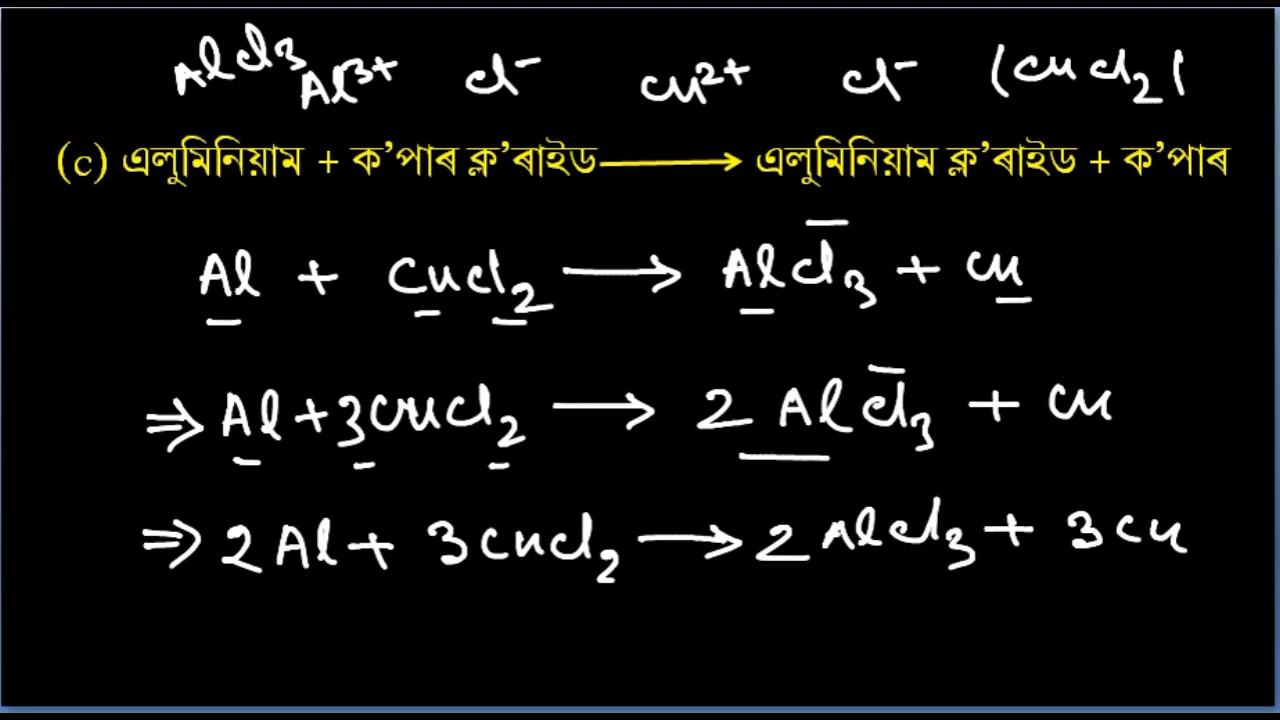 AlCl3 Al³⁺ Cl⁻ Cu²⁺ Cl⁻ (CuCl₂)
(c) এলুমিনিয়াম + ক’পাৰ ক্ল’ৰাইড ⟶ এলুমিনিয়াম ক্ল’ৰাইড + ক’পাৰ
Al + CuCl₂ ⟶ AlCl₃ + Cu
⇒ Al + 3CuCl₂ ⟶ 2AlCl₃ + Cu
⇒ 2Al + 3CuCl₂ ⟶ 2AlCl₃ + 3Cu